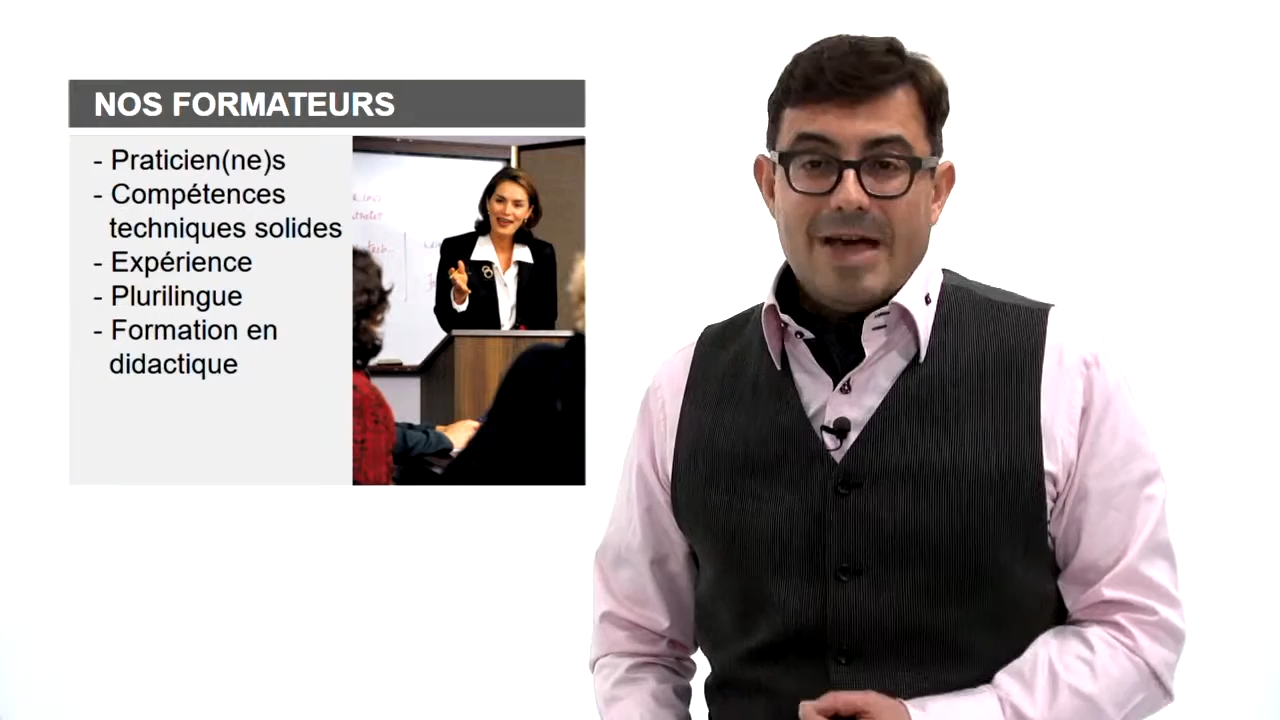 NOS FORMATEURS
- Praticien(ne)s
- Compétences
techniques solides
- Expérience
- Plurilingue
- Formation en
didactique